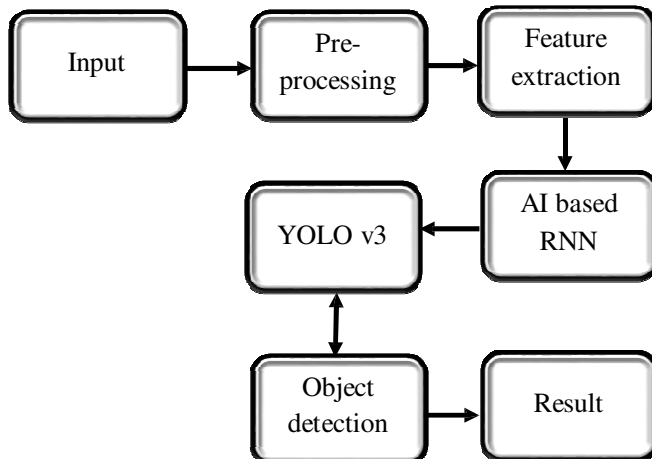 Input
Pre-
processing
Feature
extraction
AI based
RNN
YOLO v3
Object
detection
Result